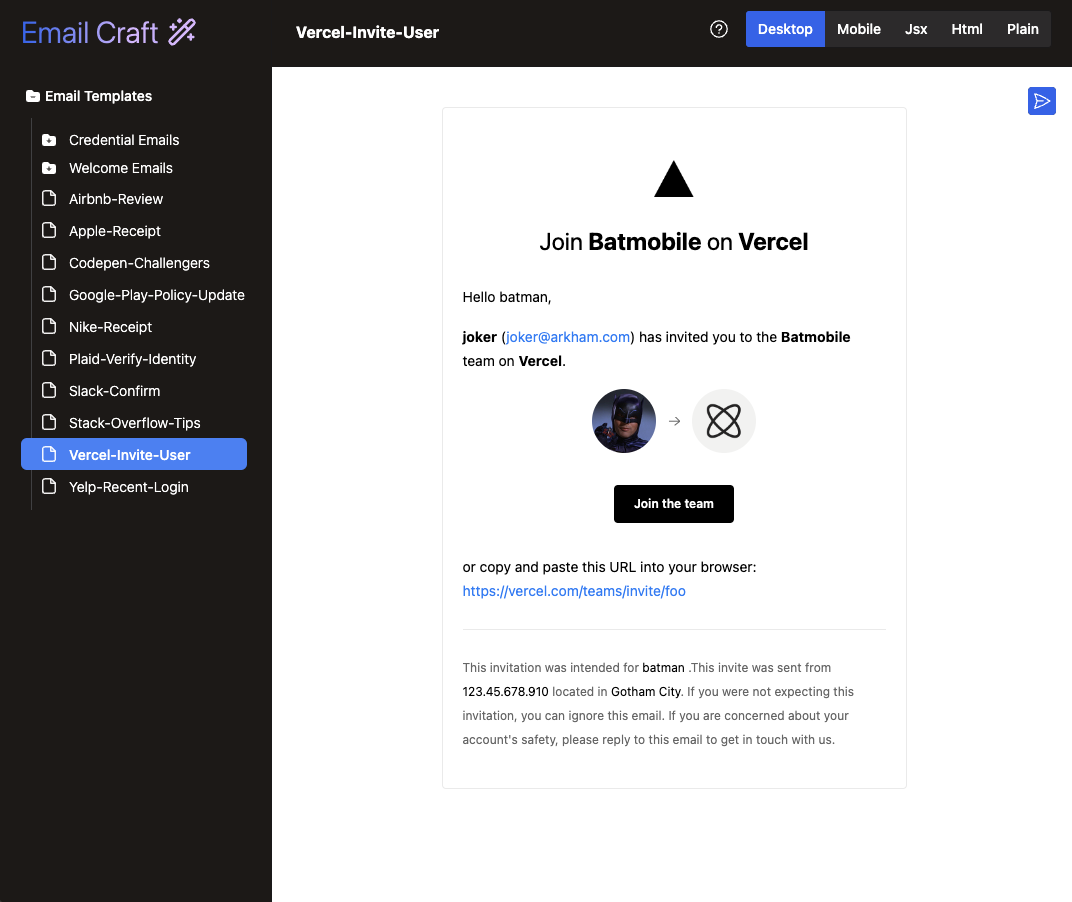 Email Craft
Vercel-Invite-User
Desktop
Mobile
Jsx
Html
Plain
Email Templates
Credential Emails
Welcome Emails
Airbnb-Review
Apple-Receipt
Codepen-Challengers
Google-Play-Policy-Update
Nike-Receipt
Plaid-Verify-Identity
Slack-Confirm
Stack-Overflow-Tips
Vercel-Invite-User
Yelp-Recent-Login
Join Batmobile on Vercel
Hello batman,
joker (joker@arkham.com) has invited you to the Batmobile
team on Vercel.
Join the team
or copy and paste this URL into your browser:
https://vercel.com/teams/invite/foo
This invitation was intended for batman .This invite was sent from
123.45.678.910 located in Gotham City. If you were not expecting this
invitation, you can ignore this email. If you are concerned about your
account's safety, please reply to this email to get in touch with us.